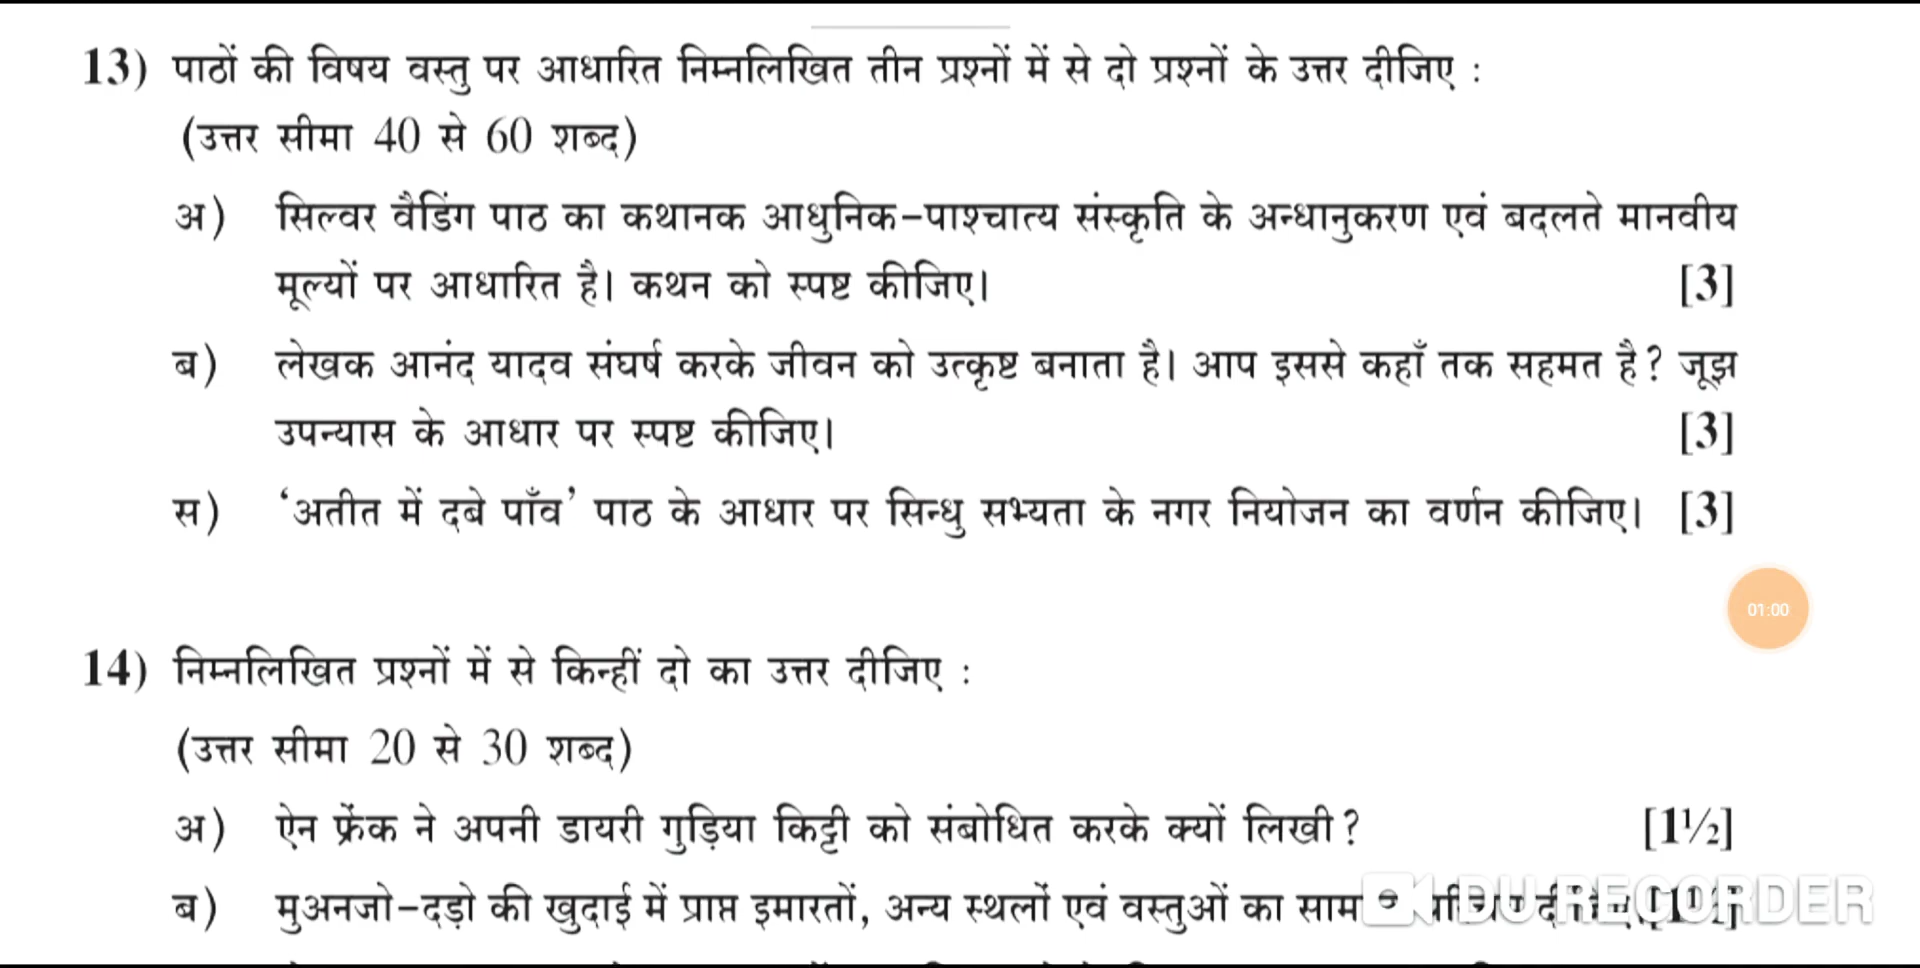 13) पाठों की विषय वस्तु पर आधारित निम्नलिखित तीन प्रश्नों में से दो प्रश्नों के उत्तर दीजिए :
(उत्तर सीमा 40 से 60 शब्द)
अ) सिल्वर वैडिंग पाठ का कथानक आधुनिक-पाश्चात्य संस्कृति के अन्धानुकरण एवं बदलते मानवीय
मूल्यों पर आधारित है। कथन को स्पष्ट कीजिए। [3]
ब) लेखक आनंद यादव संघर्ष करके जीवन को उत्कृष्ट बनाता है। आप इससे कहाँ तक सहमत है? जूझ
उपन्यास के आधार पर स्पष्ट कीजिए। [3]
स) ‘अतीत में दबे पाँव’ पाठ के आधार पर सिन्धु सभ्यता के नगर नियोजन का वर्णन कीजिए। [3]
01:00
14) निम्नलिखित प्रश्नों में से किन्हीं दो का उत्तर दीजिए :
(उत्तर सीमा 20 से 30 शब्द)
अ) ऐन फ्रेंक ने अपनी डायरी गुड़िया किट्टी को संबोधित करके क्यों लिखी? [1½]
ब) मुअनजो-दड़ो की खुदाई में प्राप्त इमारतों, अन्य स्थलों एवं वस्तुओं का [1½]
DU RECORDER